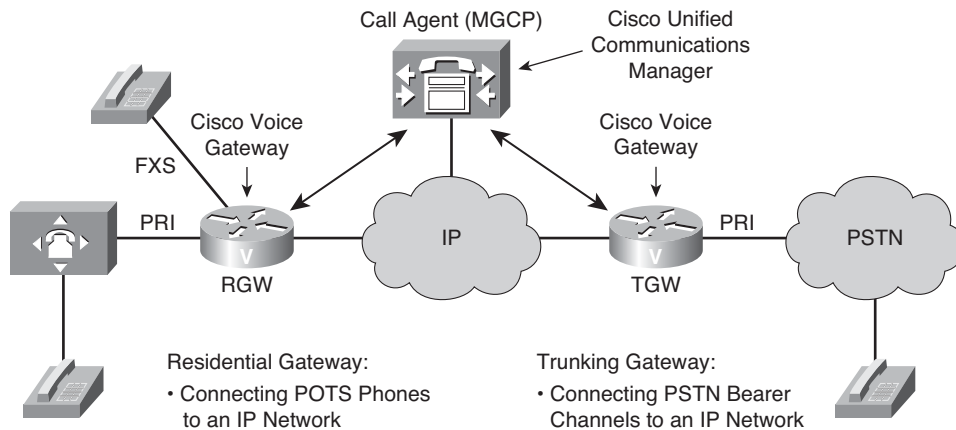 Call Agent (MGCP)
Cisco Unified
Communications
Manager
Cisco Voice
Gateway
Cisco Voice
Gateway
FXS
PRI
V
RGW
IP
V
TGW
PRI
PSTN
Residential Gateway:
• Connecting POTS Phones
to an IP Network
Trunking Gateway:
• Connecting PSTN Bearer
Channels to an IP Network